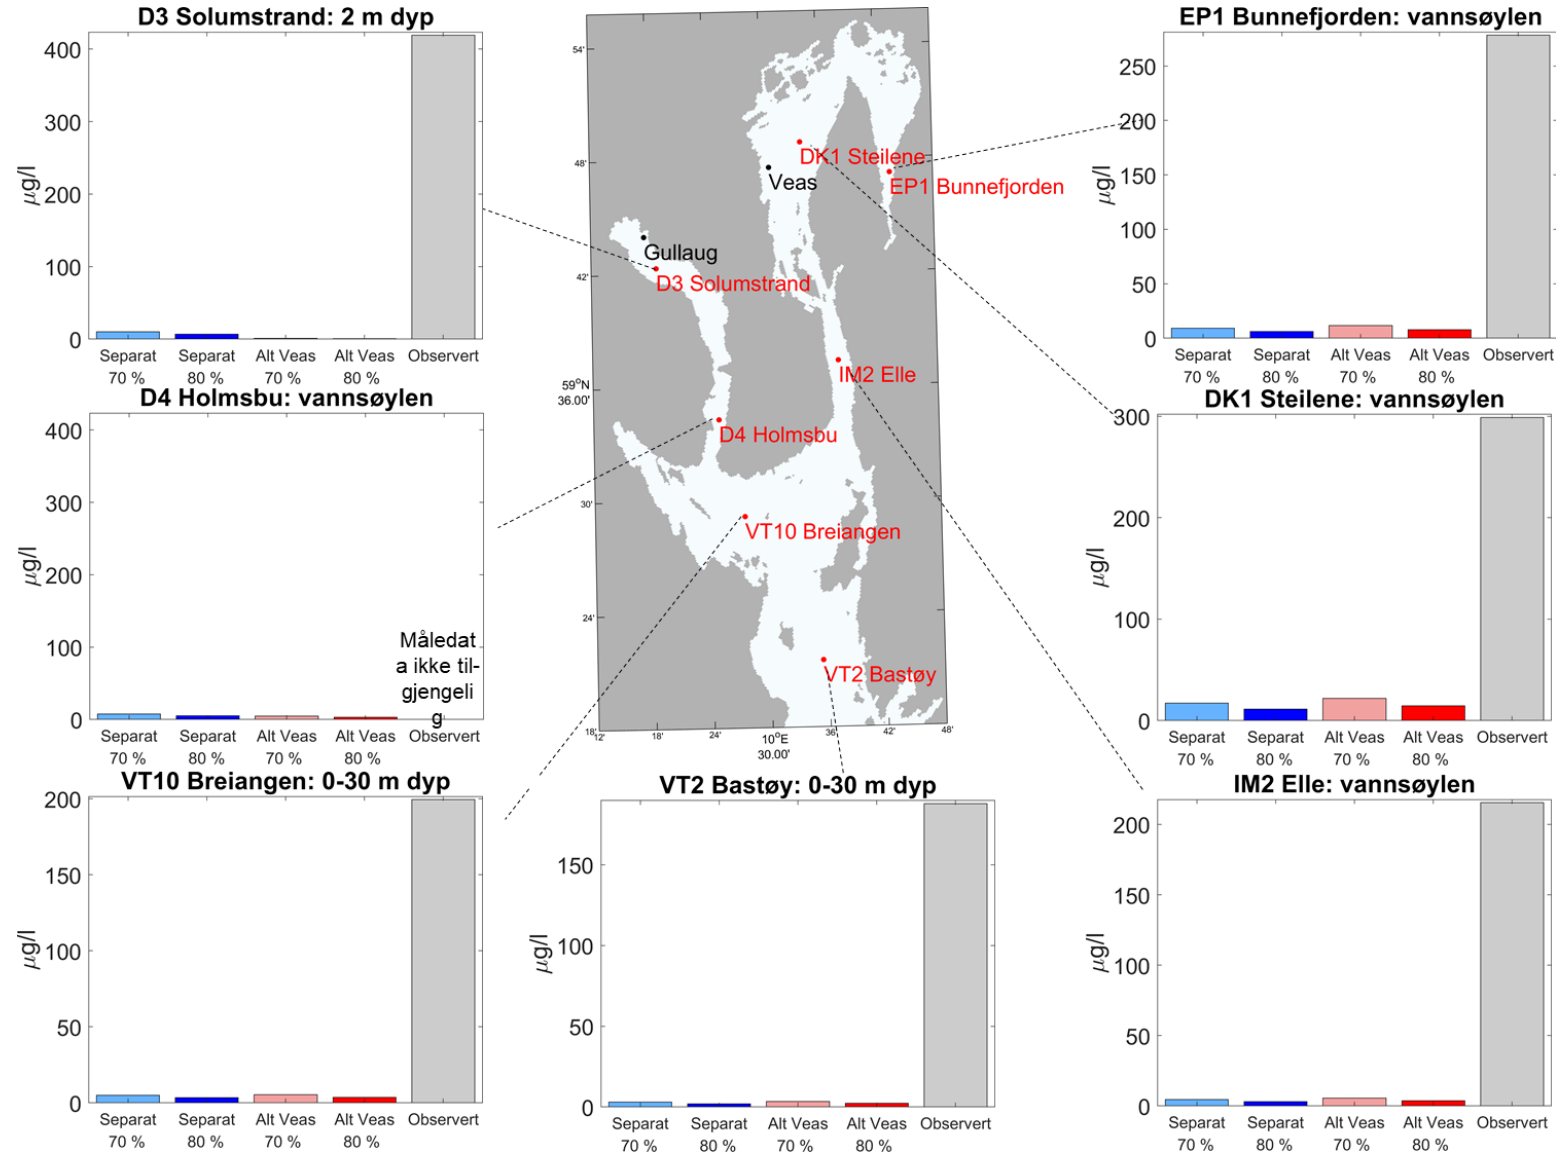 D3 Solumstrand: 2 m dyp
400
300
200
100
0
µg/l
Separat 70 %
Separat 80 %
Alt Veas 70 %
Alt Veas 80 %
Observert
D4 Holmsbu: vannsøylen
400
300
200
100
0
µg/l
Måledat
a ikke til-
gjengeli
g
Separat 70 %
Separat 80 %
Alt Veas 70 %
Alt Veas 80 %
Observert
VT10 Breiangen: 0-30 m dyp
200
150
100
50
0
µg/l
Separat 70 %
Separat 80 %
Alt Veas 70 %
Alt Veas 80 %
Observert
54'
48'
42'
59°N
36.00'
30'
24'
18'
12'
18'
24'
10°E
30.00'
36'
42'
48'
DK1 Steilene
Veas
EP1 Bunnefjorden
Gullaug
D3 Solumstrand
IM2 Elle
D4 Holmsbu
VT10 Breiangen
VT2 Bastøy
VT2 Bastøy: 0-30 m dyp
150
100
50
0
µg/l
Separat 70 %
Separat 80 %
Alt Veas 70 %
Alt Veas 80 %
Observert
EP1 Bunnefjorden: vannsøylen
250
200
150
100
50
0
µg/l
Separat 70 %
Separat 80 %
Alt Veas 70 %
Alt Veas 80 %
Observert
DK1 Steilene: vannsøylen
300
200
100
0
µg/l
Separat 70 %
Separat 80 %
Alt Veas 70 %
Alt Veas 80 %
Observert
IM2 Elle: vannsøylen
200
150
100
50
0
µg/l
Separat 70 %
Separat 80 %
Alt Veas 70 %
Alt Veas 80 %
Observert